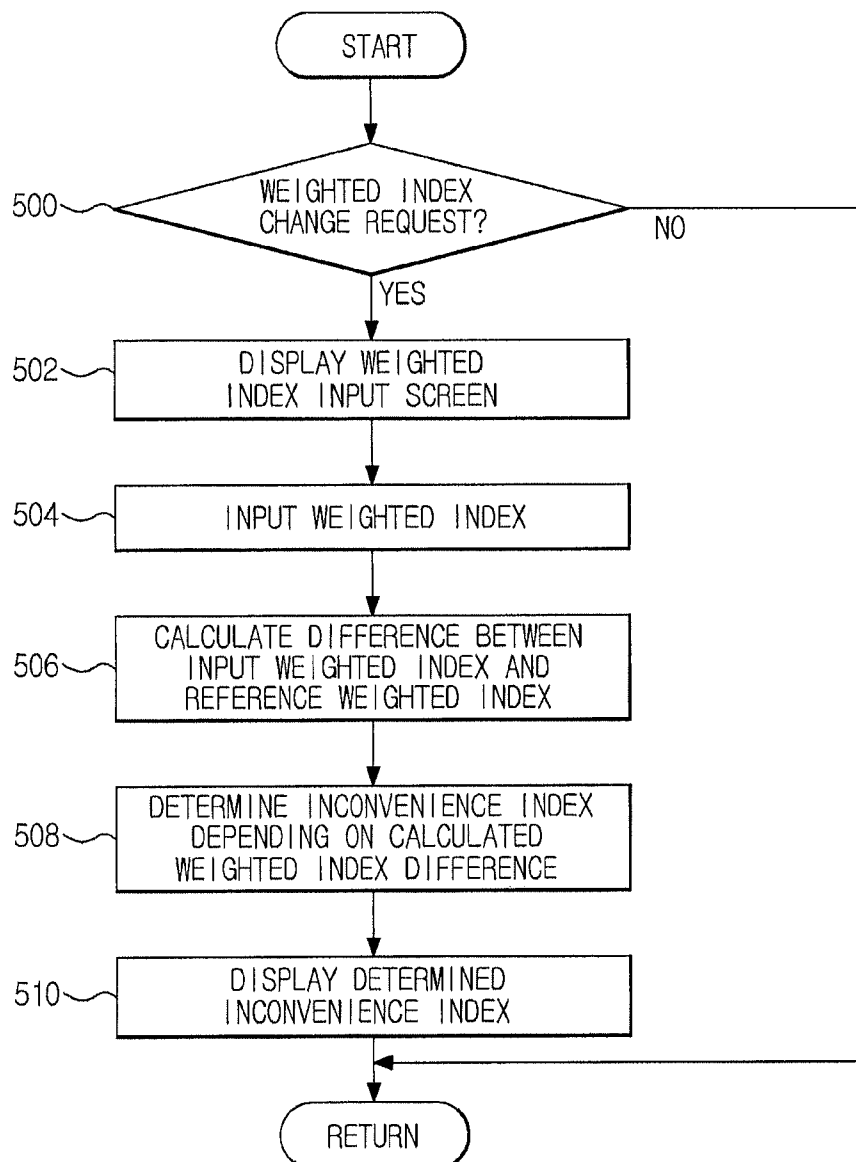 START
500
WEIGHTED INDEX
CHANGE REQUEST?
NO
YES
502
DISPLAY WEIGHTED
INDEX INPUT SCREEN
504
INPUT WEIGHTED INDEX
506
CALCULATE DIFFERENCE BETWEEN
INPUT WEIGHTED INDEX AND
REFERENCE WEIGHTED INDEX
508
DETERMINE INCONVENIENCE INDEX
DEPENDING ON CALCULATED
WEIGHTED INDEX DIFFERENCE
510
DISPLAY DETERMINED
INCONVENIENCE INDEX
RETURN